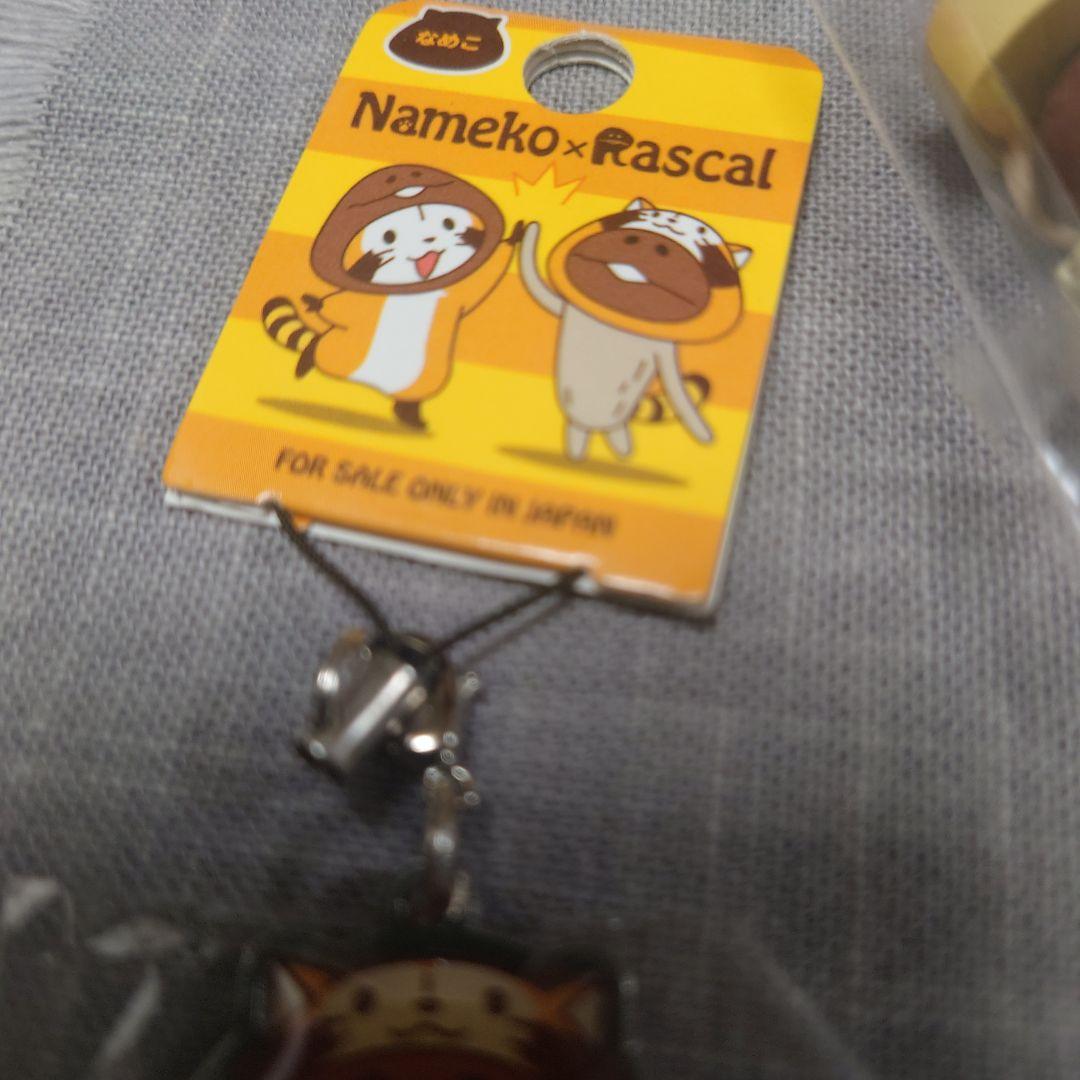 なめこ
Nameko×Rascal
FOR SALE ONLY IN JAPAN